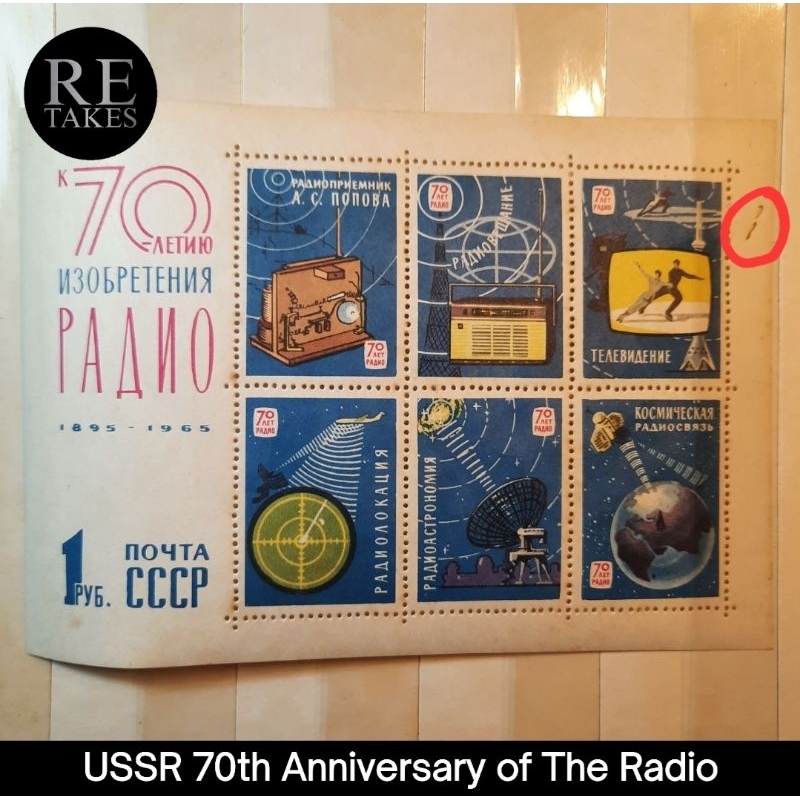 RE
TAKES
К 70
-ЛЕТИЮ
ИЗОБРЕТЕНИЯ
РАДИО
1895-1965
1 РУБ.
ПОЧТА
СССР
РАДИОПРИЕМНИК
А. С. ПОПОВА
70
ЛЕТ
РАДИО
70
ЛЕТ
РАДИО
РАДИОВЕЩАНИЕ
70
ЛЕТ
РАДИО
ТЕЛЕВИДЕНИЕ
70
ЛЕТ
РАДИО
РАДИОЛОКАЦИЯ
РАДИОАСТРОНОМИЯ
70
ЛЕТ
РАДИО
КОСМИЧЕСКАЯ
РАДИОСВЯЗЬ
70
ЛЕТ
РАДИО
USSR 70th Anniversary of The Radio